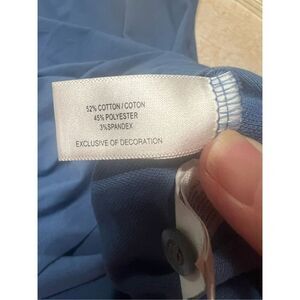 52% COTTON / COTON
45% POLYESTER
3%SPANDEX
EXCLUSIVE OF DECORATION